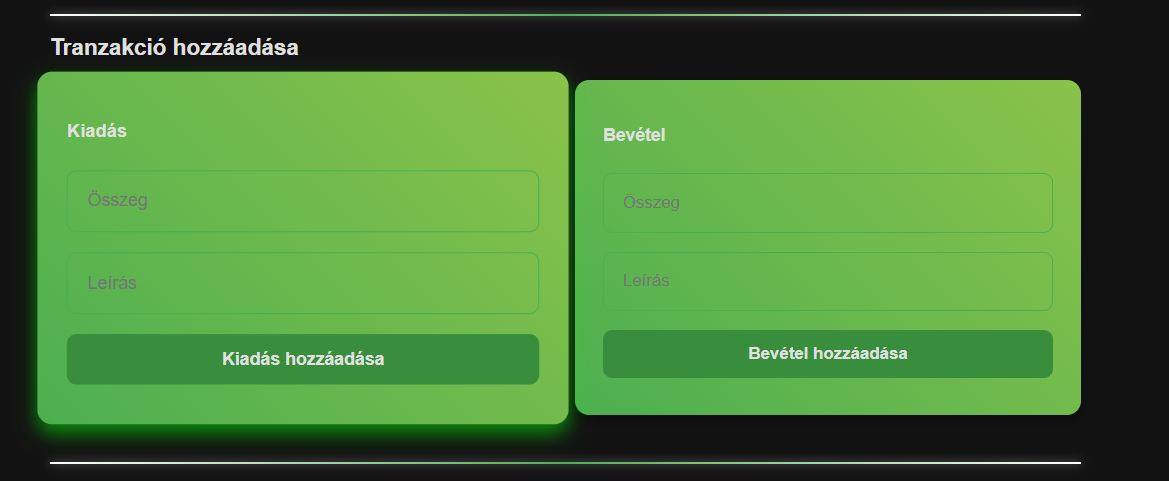 Tranzakció hozzáadása
Kiadás
Összeg
Leírás
Kiadás hozzáadása
Bevétel
Összeg
Leírás
Bevétel hozzáadása